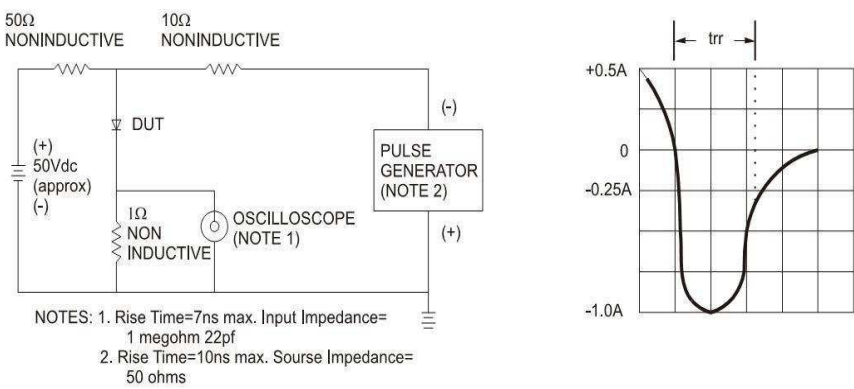 50Ω
NONINDUCTIVE
10Ω
NONINDUCTIVE
DUT
(+)
50Vdc
(approx)
(-)
1Ω
NON
INDUCTIVE
OSCILLOSCOPE
(NOTE 1)
(-)
PULSE
GENERATOR
(NOTE 2)
(+)
NOTES: 1. Rise Time=7ns max. Input Impedance=
1 megohm 22pf
2. Rise Time=10ns max. Sourse Impedance=
50 ohms
trr
+0.5A
0
-0.25A
-1.0A